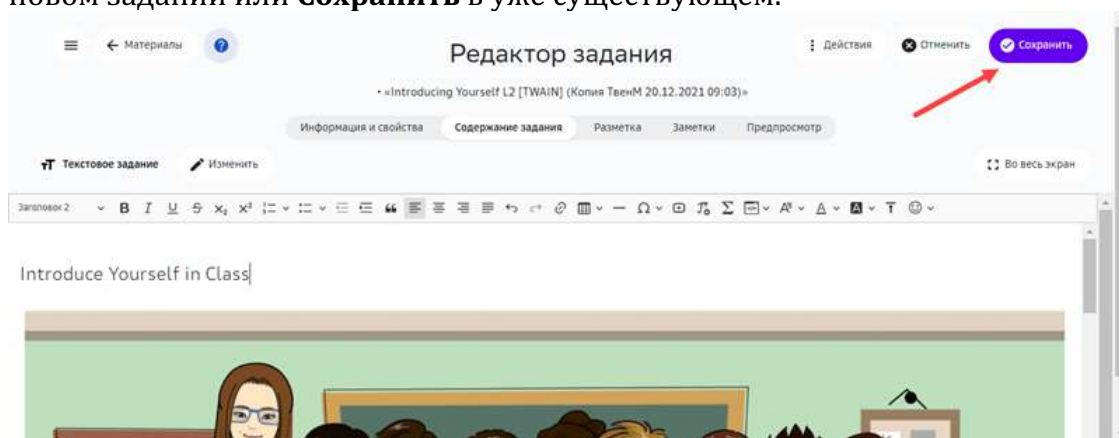 новом задании или Сохранить в уже существующем.
← Материалы
Редактор задания
Действия
Отменить
Сохранить
• «Introducing Yourself L2 [TWAIN] (Копия ТвенМ 20.12.2021 09:03)»
Информация и свойства Содержание задания Разметка Заметки Предпросмотр
Текстовое задание Изменить
Во весь экран
Заголовок 2
Introduce Yourself in Class